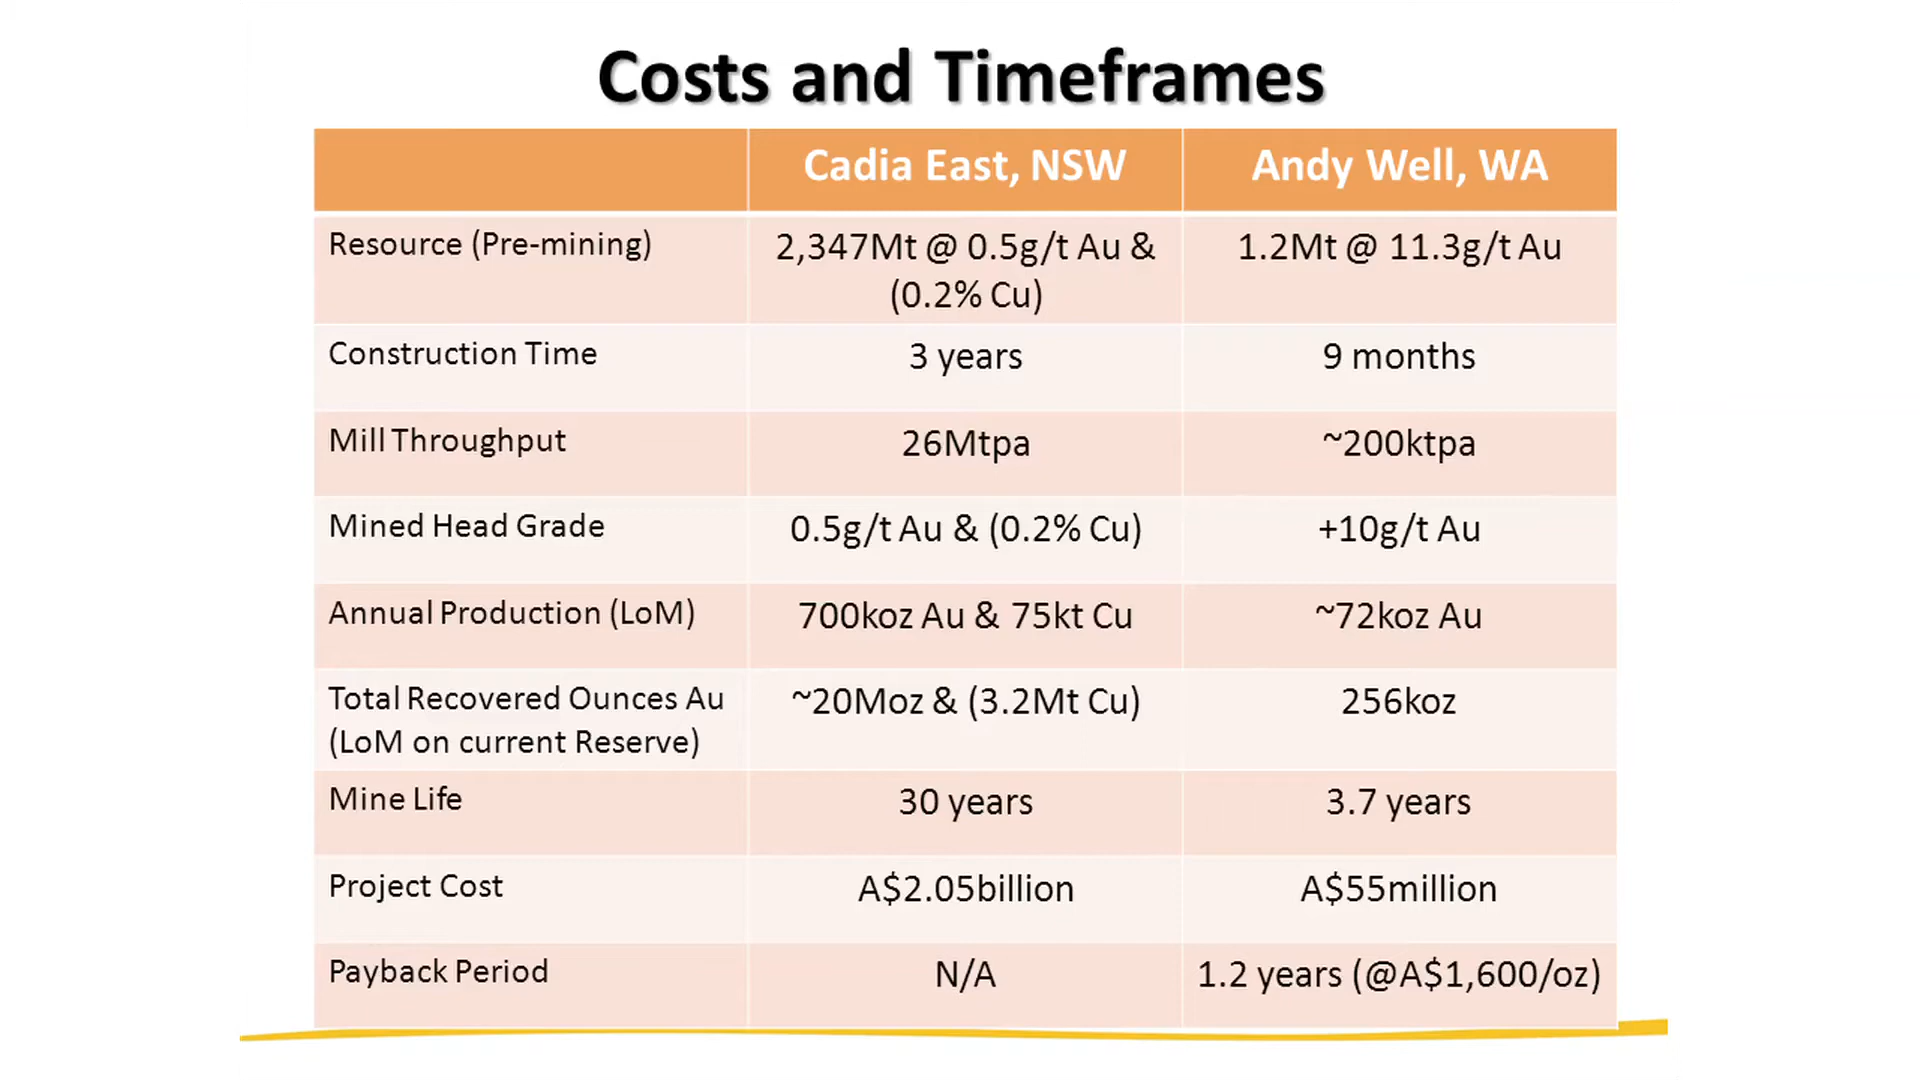 Costs and Timeframes
Cadia East, NSW
Andy Well, WA
Resource (Pre-mining)
2,347Mt @ 0.5g/t Au &
(0.2% Cu)
1.2Mt @ 11.3g/t Au
Construction Time
3 years
9 months
Mill Throughput
26Mtpa
~200ktpa
Mined Head Grade
0.5g/t Au & (0.2% Cu)
+10g/t Au
Annual Production (LoM)
700koz Au & 75kt Cu
~72koz Au
Total Recovered Ounces Au
(LoM on current Reserve)
~20Moz & (3.2Mt Cu)
256koz
Mine Life
30 years
3.7 years
Project Cost
A$2.05billion
A$55million
Payback Period
N/A
1.2 years (@A$1,600/oz)